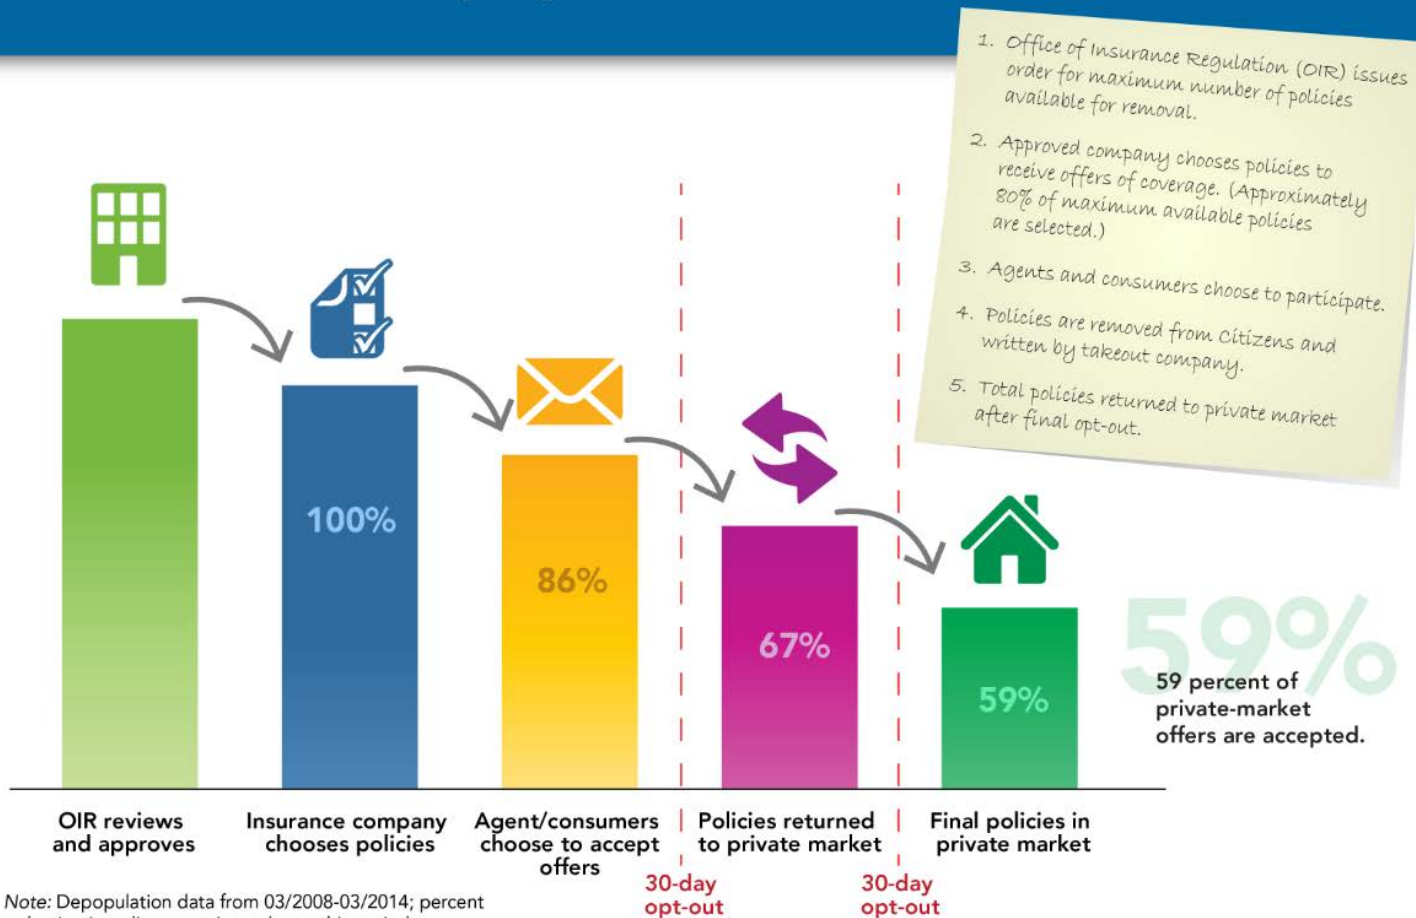 1. Office of Insurance Regulation (OIR) issues
order for maximum number of policies
available for removal.
2. Approved company chooses policies to
receive offers of coverage. (Approximately
80% of maximum available policies
are selected.)
3. Agents and consumers choose to participate.
4. Policies are removed from Citizens and
written by takeout company.
5. Total policies returned to private market
after final opt-out.
100%
86%
67%
59%
59%
59 percent of
private-market
offers are accepted.
OIR reviews
and approves
Insurance company
chooses policies
Agent/consumers
choose to accept
offers
Policies returned
to private market
Final policies in
private market
30-day
opt-out
30-day
opt-out
Note: Depopulation data from 03/2008-03/2014; percent